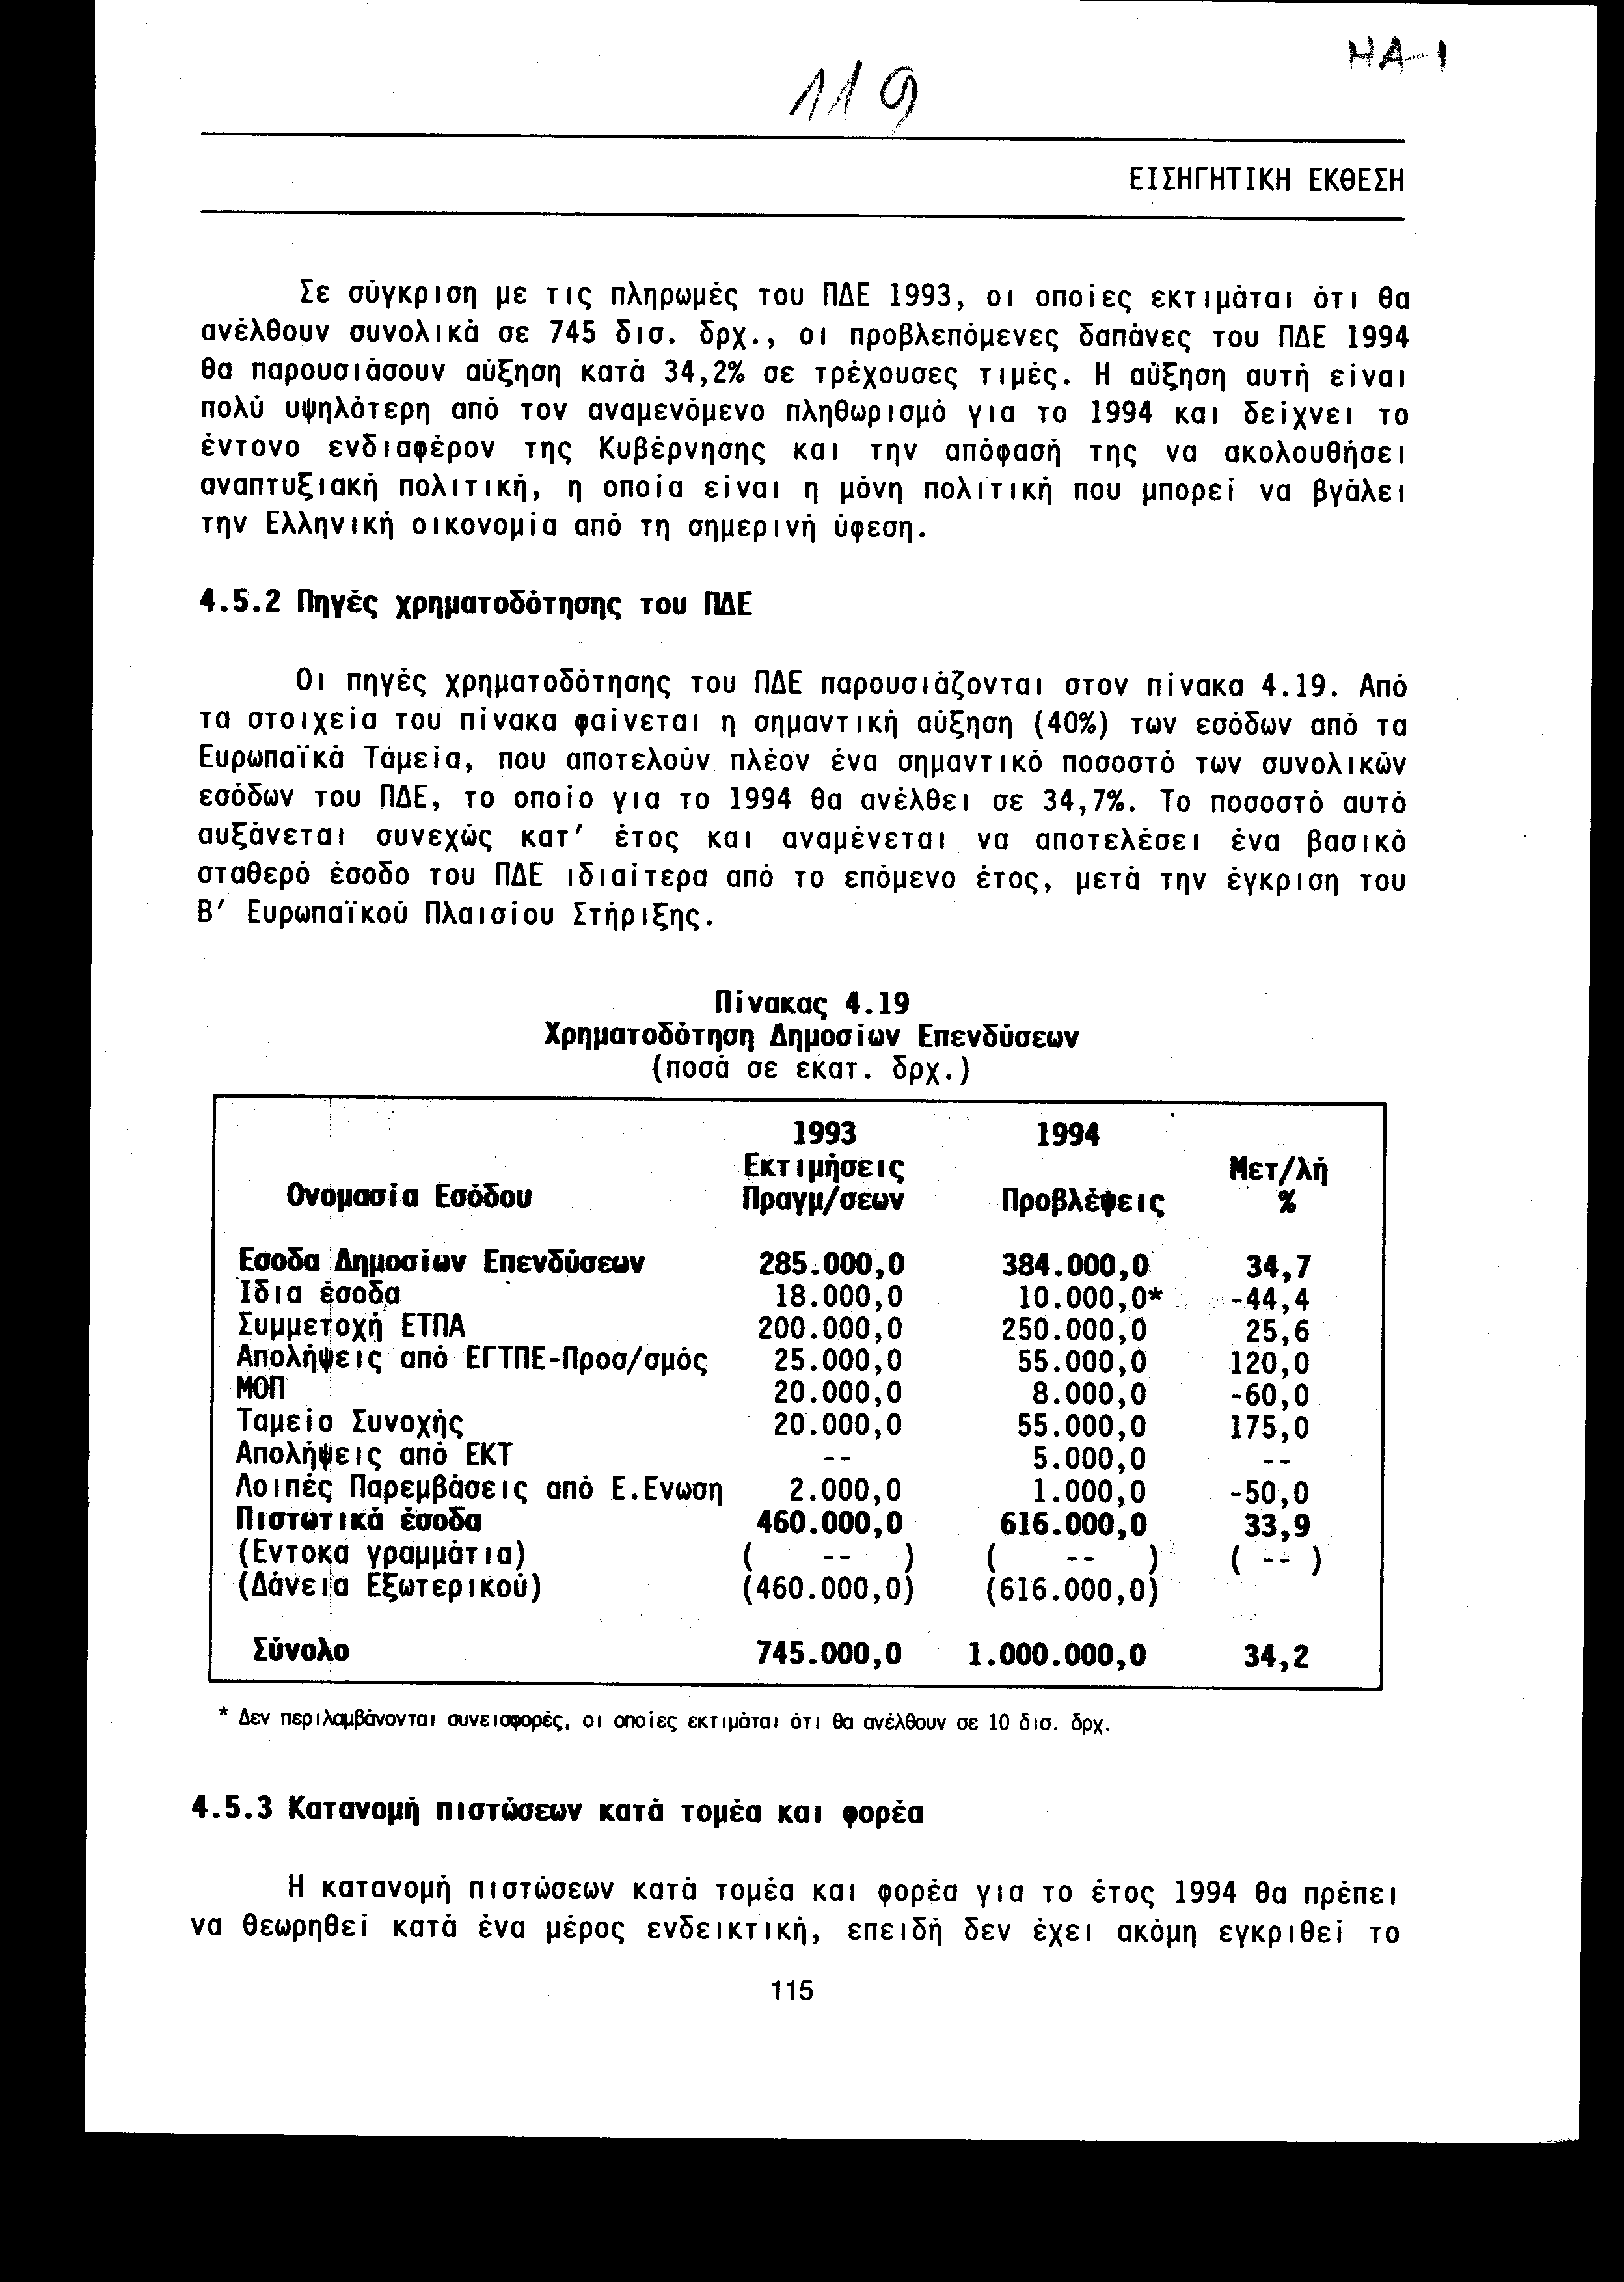 ΗΑ-1
119
ΕΙΣΗΓΗΤΙΚΗ ΕΚΘΕΣΗ
Σε σύγκριση με τις πληρωμές του ΠΔΕ 1993, οι οποίες εκτιμάται ότι θα
ανέλθουν συνολικά σε 745 δισ. δρχ., οι προβλεπόμενες δαπάνες του ΠΔΕ 1994
θα παρουσιάσουν αύξηση κατά 34,2% σε τρέχουσες τιμές. Η αύξηση αυτή είναι
πολύ υψηλότερη από τον αναμενόμενο πληθωρισμό για το 1994 και δείχνει το
έντονο ενδιαφέρον της Κυβέρνησης και την απόφασή της να ακολουθήσει
αναπτυξιακή πολιτική, η οποία είναι η μόνη πολιτική που μπορεί να βγάλει
την Ελληνική οικονομία από τη σημερινή ύφεση.
4.5.2 Πηγές χρηματοδότησης του ΠΔΕ
Οι πηγές χρηματοδότησης του ΠΔΕ παρουσιάζονται στον πίνακα 4.19. Από
τα στοιχεία του πίνακα φαίνεται η σημαντική αύξηση (40%) των εσόδων από τα
Ευρωπαϊκά Τάμεία, που αποτελούν πλέον ένα σημαντικό ποσοστό των συνολικών
εσόδων του ΠΔΕ, το οποίο για το 1994 θα ανέλθει σε 34,7%. Το ποσοστό αυτό
αυξάνεται συνεχώς κατ' έτος και αναμένεται να αποτελέσει ένα βασικό
σταθερό έσοδο του ΠΔΕ ιδιαίτερα από το επόμενο έτος, μετά την έγκριση του
Β' Ευρωπαϊκού Πλαισίου Στήριξης.
Πίνακας 4.19
Χρηματοδότηση Δημοσίων Επενδύσεων
(ποσά σε εκατ. δρχ.)
1993 1994
Εκτιμήσεις Μετ/λή
Ονομασία Εσόδου Πραγμ/σεων Προβλέψεις %
Εσοδα Δημοσίων Επενδύσεων 285.000,0 384.000,0 34,7
Ίδια έσοδα 18.000,0 10.000,0* -44,4
Συμμετοχή ΕΤΠΑ 200.000,0 250.000,0 25,6
Απολήψεις από ΕΓΤΠΕ-Προσ/σμός 25.000,0 55.000,0 120,0
ΜΟΠ 20.000,0 8.000,0 -60,0
Ταμείο Συνοχής 20.000,0 55.000,0 175,0
Απολήψεις από ΕΚΤ -- 5.000,0 --
Λοιπές Παρεμβάσεις από Ε.Ενωση 2.000,0 1.000,0 -50,0
Πιστωτικά έσοδα 460.000,0 616.000,0 33,9
(Εντοκα γραμμάτια) ( -- ) ( -- ) ( -- )
(Δάνεια Εξωτερικού) (460.000,0) (616.000,0)
Σύνολο 745.000,0 1.000.000,0 34,2
* Δεν περιλαμβάνονται συνεισφορές, οι οποίες εκτιμάται ότι θα ανέλθουν σε 10 δισ. δρχ.
4.5.3 Κατανομή πιστώσεων κατά τομέα και φορέα
Η κατανομή πιστώσεων κατά τομέα και φορέα για το έτος 1994 θα πρέπει
να θεωρηθεί κατά ένα μέρος ενδεικτική, επειδή δεν έχει ακόμη εγκριθεί το
115